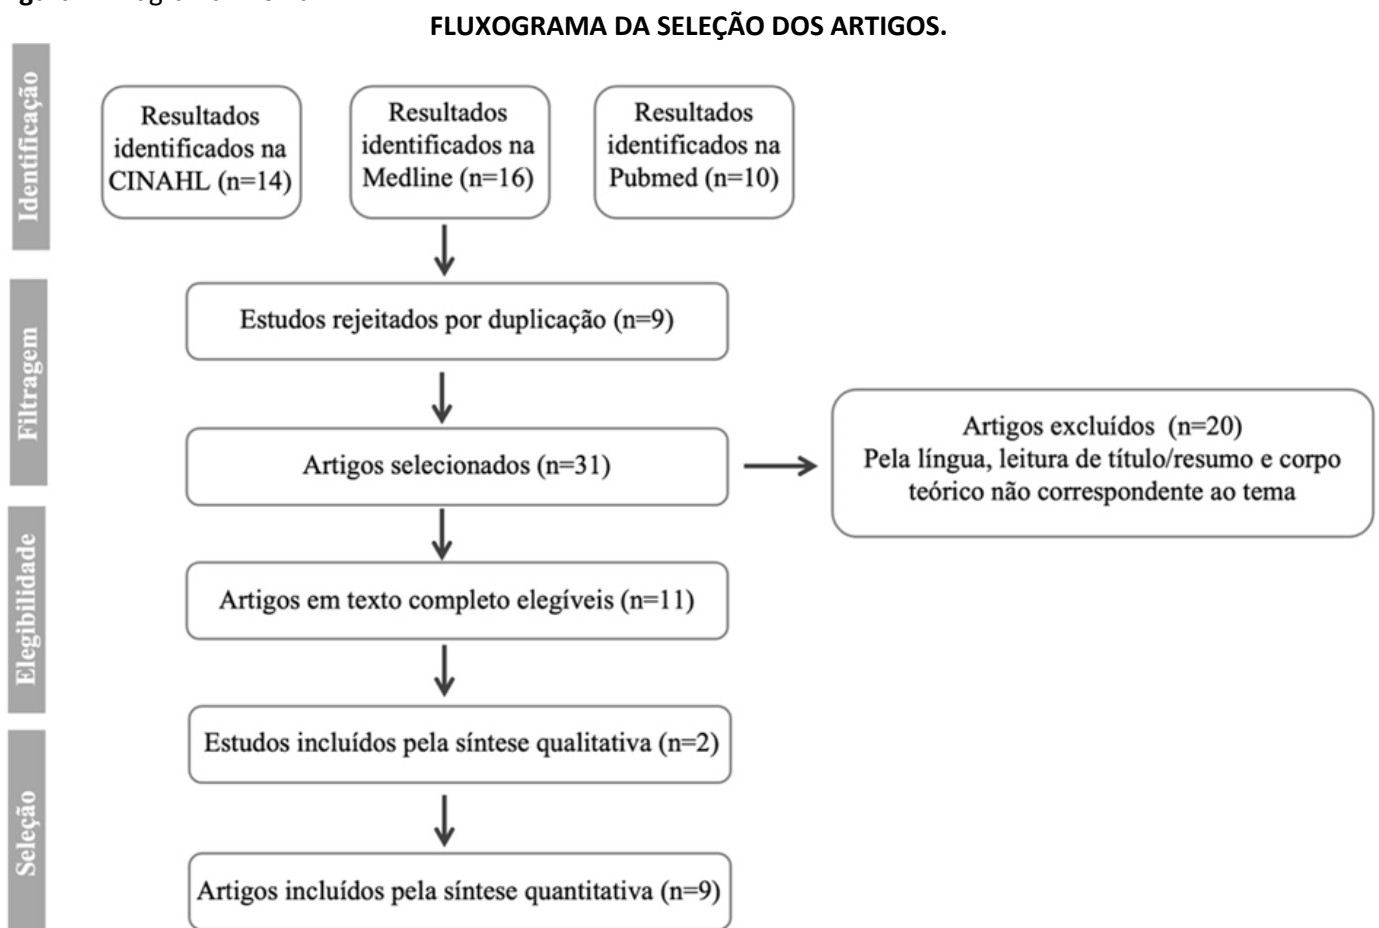 FLUXOGRAMA DA SELEÇÃO DOS ARTIGOS.
Identificação
Resultados
identificados na
CINAHL (n=14)
Resultados
identificados na
Medline (n=16)
Resultados
identificados na
Pubmed (n=10)
Filtragem
Estudos rejeitados por duplicação (n=9)
Artigos selecionados (n=31)
Artigos excluídos (n=20)
Pela língua, leitura de título/resumo e corpo
teórico não correspondente ao tema
Elegibilidade
Artigos em texto completo elegíveis (n=11)
Seleção
Estudos incluídos pela síntese qualitativa (n=2)
Artigos incluídos pela síntese quantitativa (n=9)